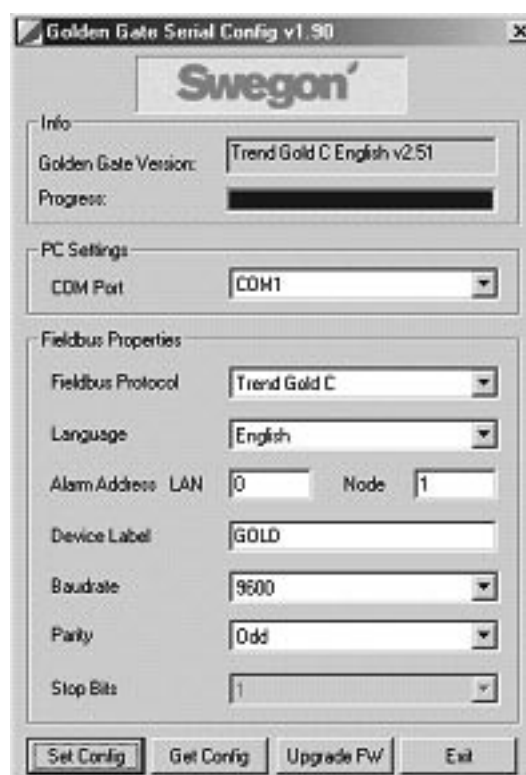 Golden Gate Serial Config v1.90
Swegon
Info
Golden Gate Version: Trend Gold C English v2.51
Progress:
PC Settings
COM Port COM1
Fieldbus Properties
Fieldbus Protocol Trend Gold C
Language English
Alarm Address LAN 0 Node 1
Device Label GOLD
Baudrate 9600
Parity Odd
Stop Bits 1
Set Config Get Config Upgrade FW Exit